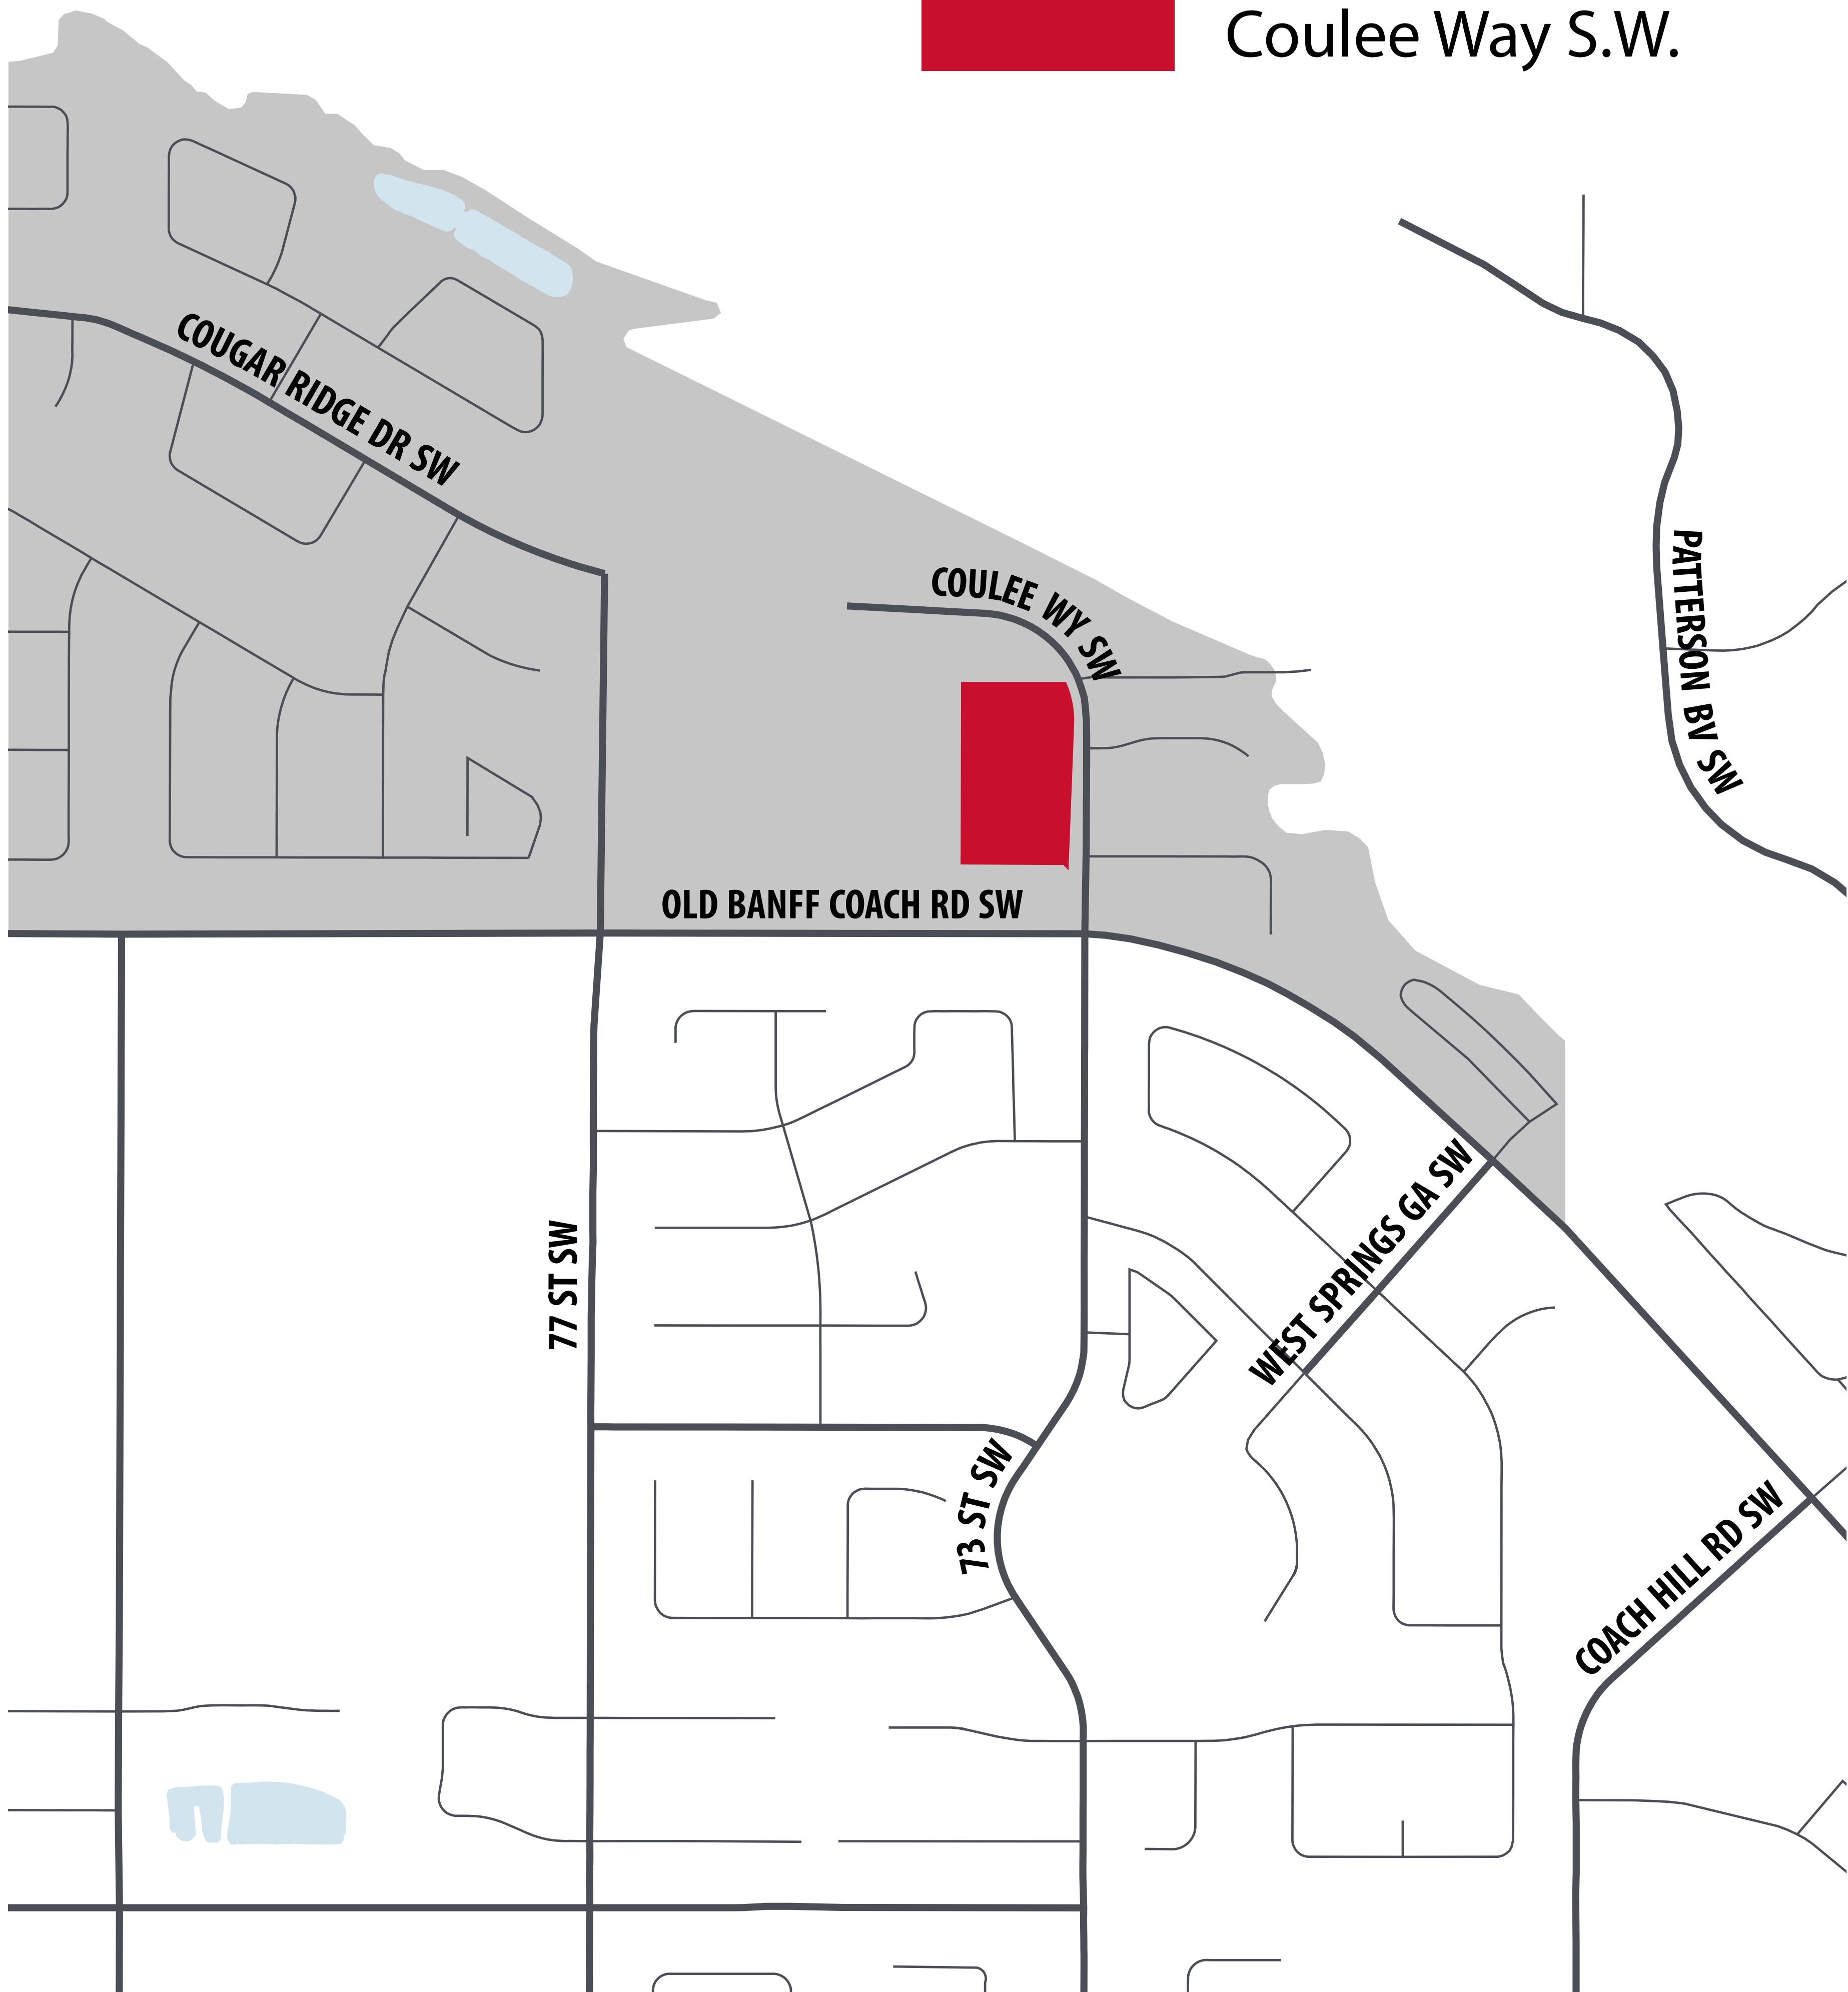 Coulee Way S.W.
COUGAR RIDGE DR SW
COULEE WY SW
PATTERSON BV SW
OLD BANFF COACH RD SW
WEST SPRINGS GA SW
77 ST SW
73 ST SW
COACH HILL RD SW